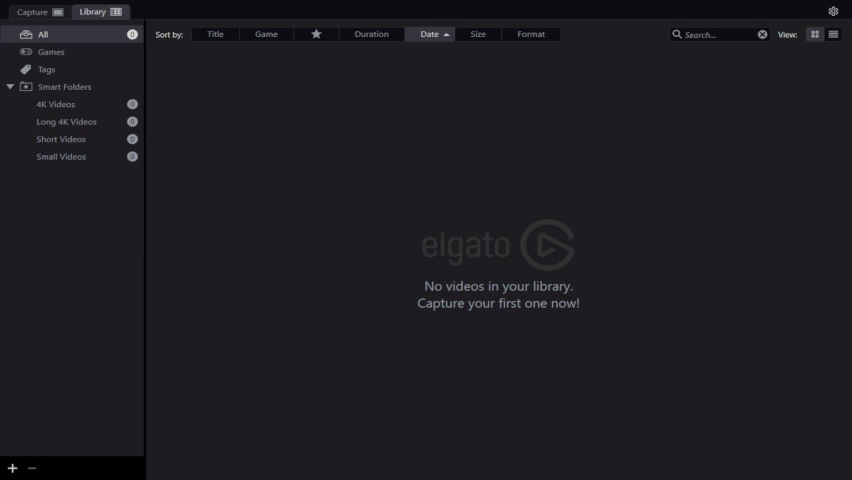 Capture
Library
All 0
Games
Tags
Smart Folders
4K Videos 0
Long 4K Videos 0
Short Videos 0
Small Videos 0
Sort by: Title Game Duration Date Size Format
Search...
View:
elgato
No videos in your library.
Capture your first one now!